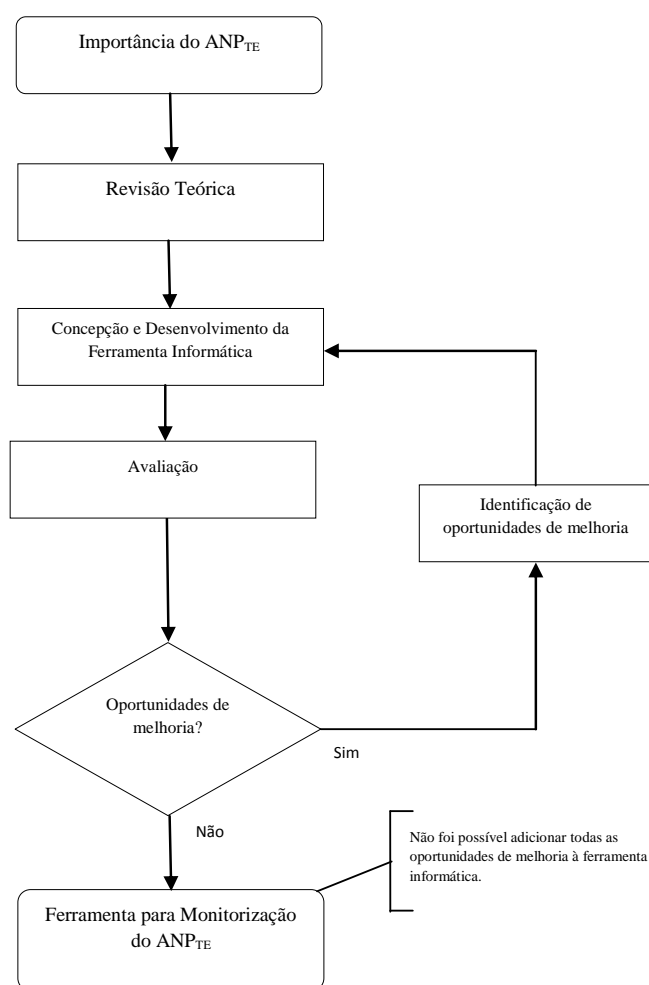 Importância do ANPTE
Revisão Teórica
Concepção e Desenvolvimento da
Ferramenta Informática
Avaliação
Identificação de
oportunidades de melhoria
Oportunidades de
melhoria?
Sim
Não
Não foi possível adicionar todas as
oportunidades de melhoria à ferramenta
informática.
Ferramenta para Monitorização
do ANPTE